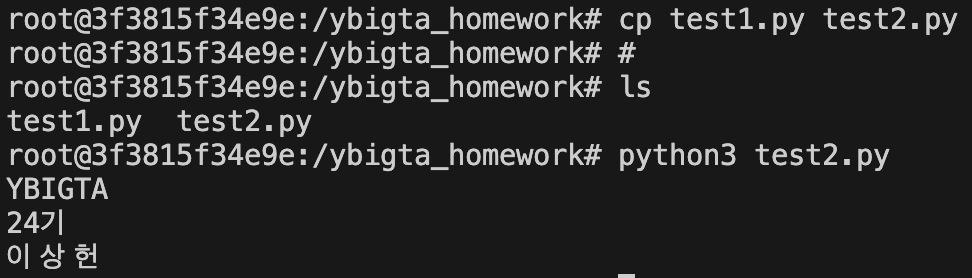 root@3f3815f34e9e:/ybigta_homework# cp test1.py test2.py
root@3f3815f34e9e:/ybigta_homework# #
root@3f3815f34e9e:/ybigta_homework# ls
test1.py  test2.py
root@3f3815f34e9e:/ybigta_homework# python3 test2.py
YBIGTA
24기
이 상 헌